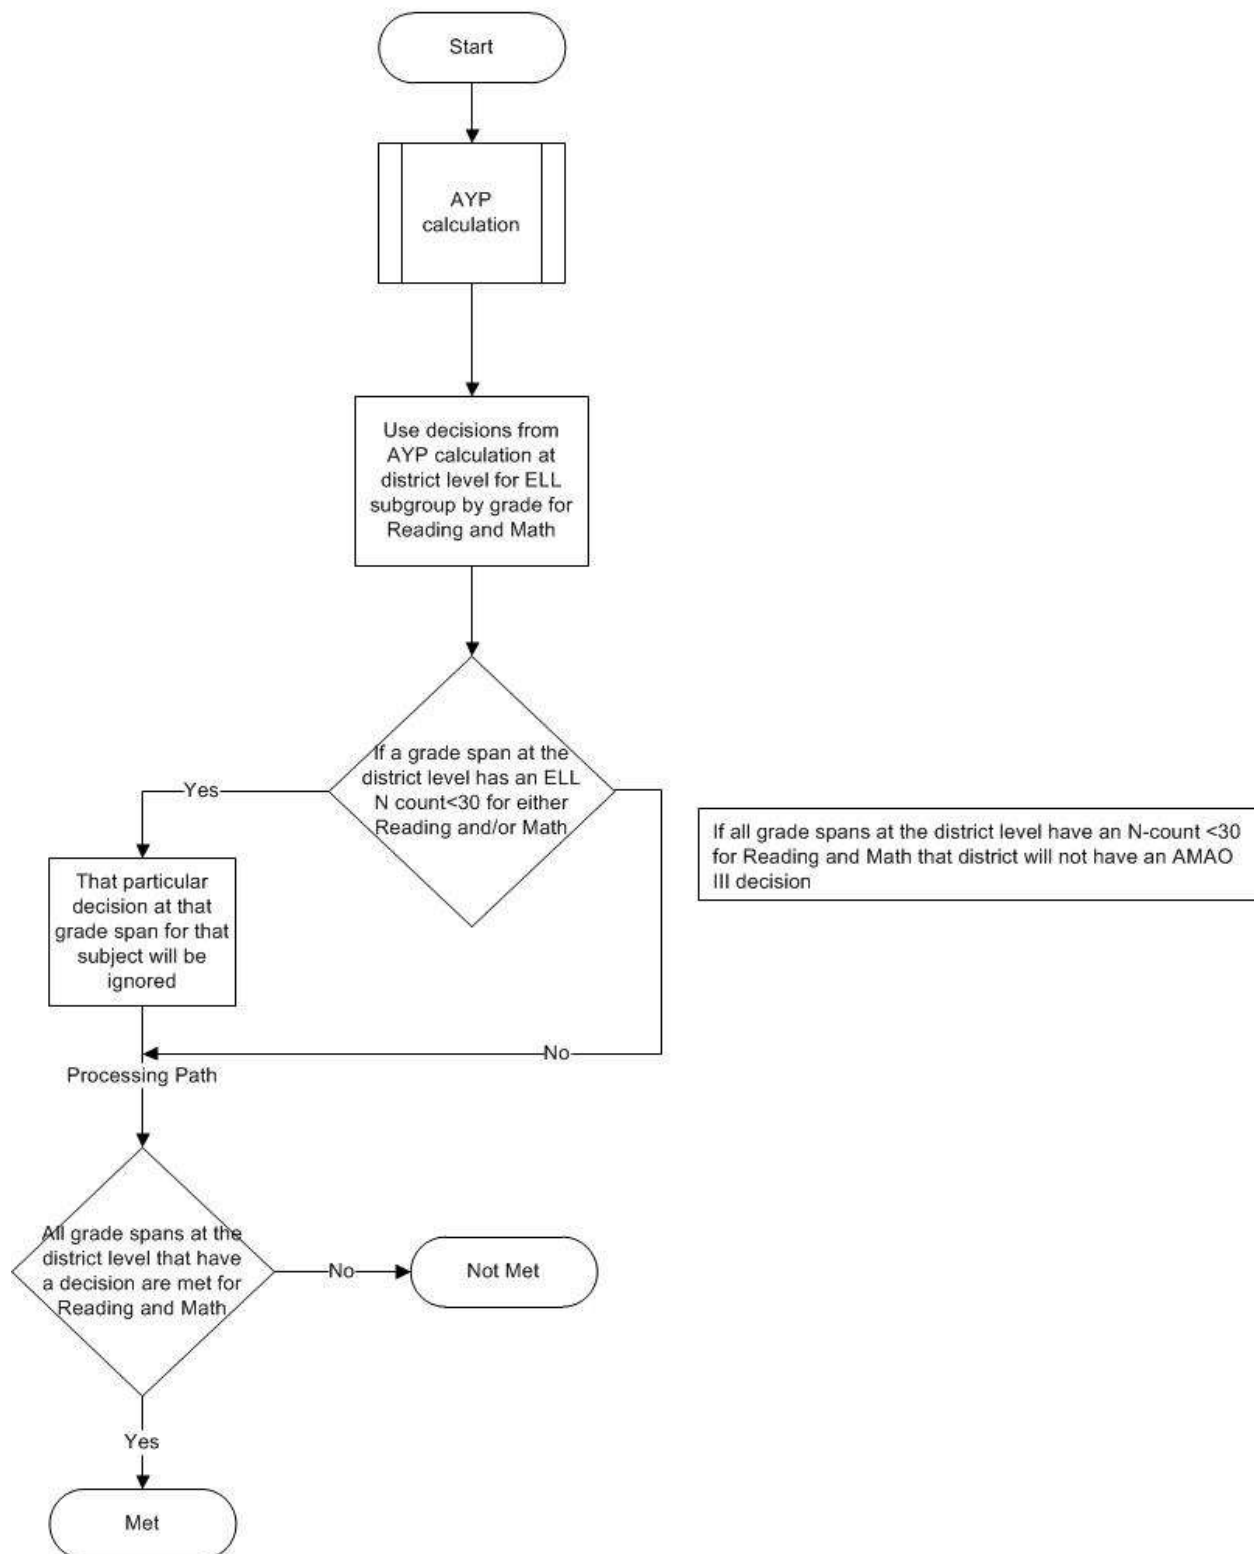 Start
AYP
calculation
Use decisions from
AYP calculation at
district level for ELL
subgroup by grade for
Reading and Math
If a grade span at the
district level has an ELL
N count<30 for either
Reading and/or Math
Yes
If all grade spans at the district level have an N-count <30
for Reading and Math that district will not have an AMAO
III decision
That particular
decision at that
grade span for that
subject will be
ignored
No
Processing Path
All grade spans at the
district level that have
a decision are met for
Reading and Math
No
Not Met
Yes
Met